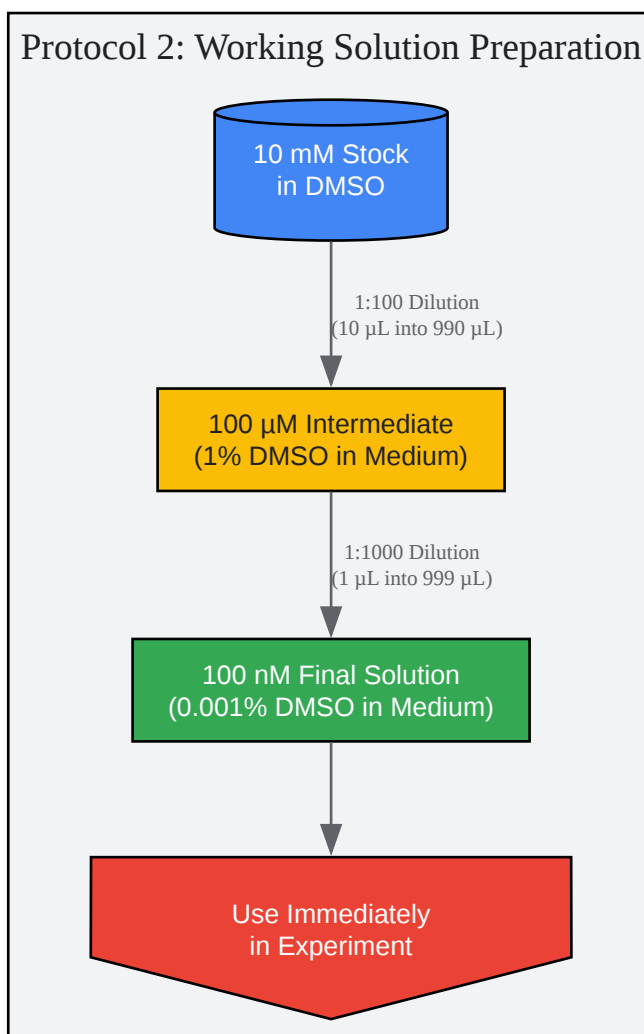 Protocol 2: Working Solution Preparation
10 mM Stock
in DMSO
1:100 Dilution
(10 µL into 990 µL)
100 µM Intermediate
(1% DMSO in Medium)
1:1000 Dilution
(1 µL into 999 µL)
100 nM Final Solution
(0.001% DMSO in Medium)
Use Immediately
in Experiment